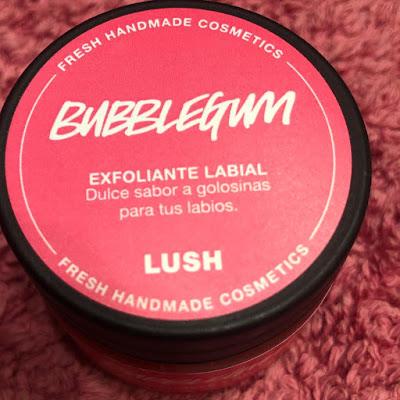 FRESH HANDMADE COSMETICS
BUBBLEGUM
EXFOLIANTE LABIAL
Dulce sabor a golosinas
para tus labios.
LUSH
FRESH HANDMADE COSMETICS